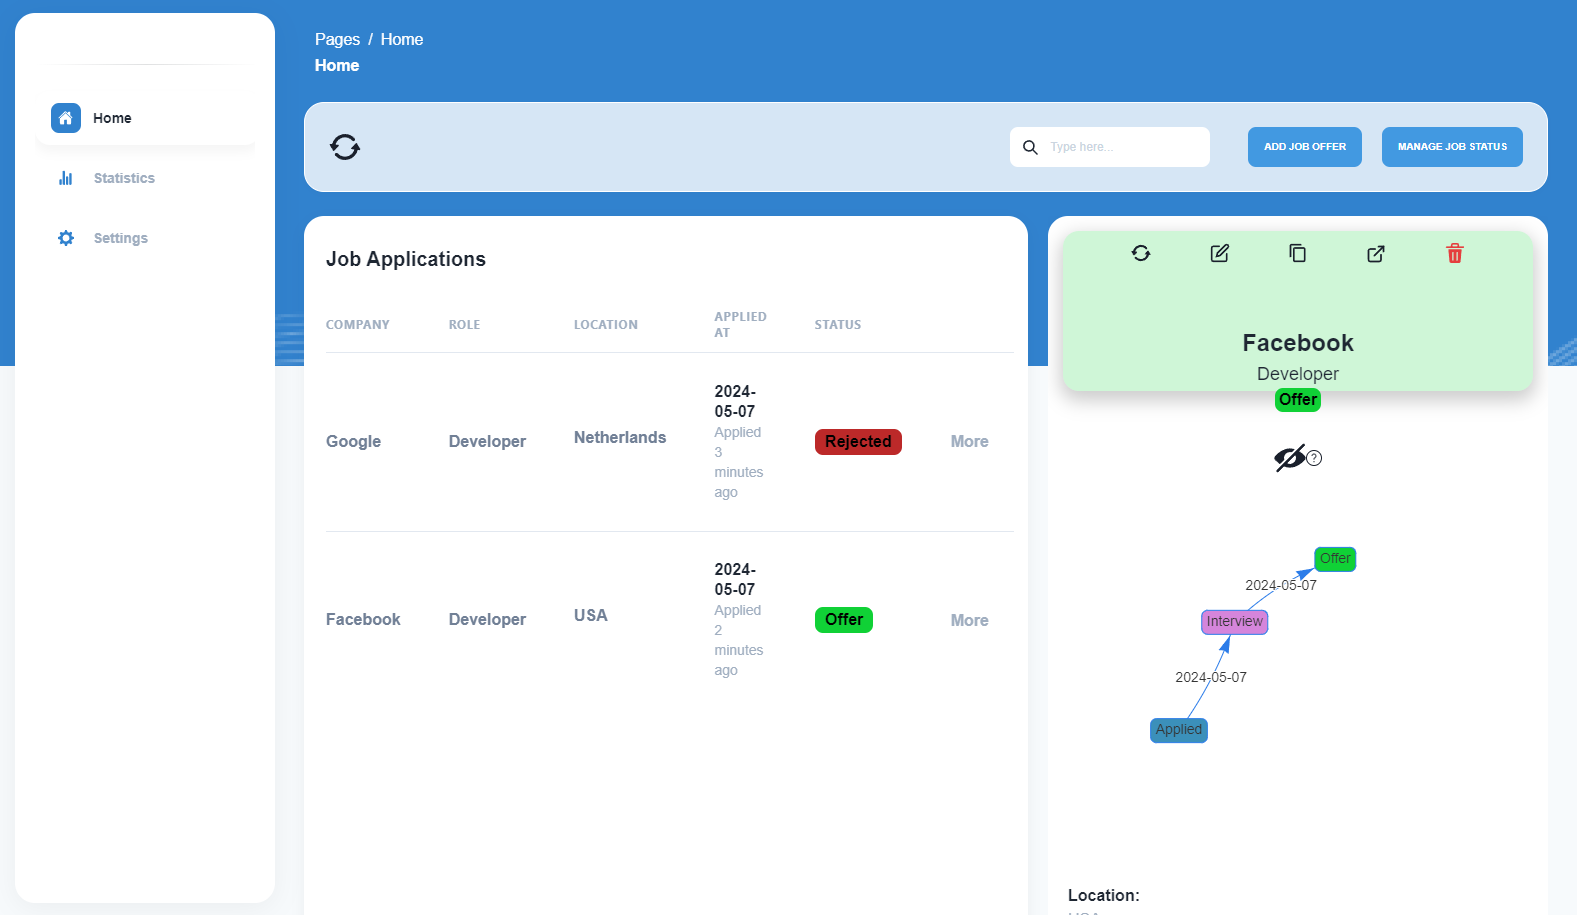 Pages / Home
Home
Home
Statistics
Settings
Type here...
ADD JOB OFFER
MANAGE JOB STATUS
Job Applications
COMPANY
ROLE
LOCATION
APPLIED
AT
STATUS
Google
Developer
Netherlands
2024-
05-07
Applied
3
minutes
ago
Rejected
More
Facebook
Developer
USA
2024-
05-07
Applied
2
minutes
ago
Offer
More
Facebook
Developer
Offer
?
Offer
2024-05-07
Interview
2024-05-07
Applied
Location:
USA